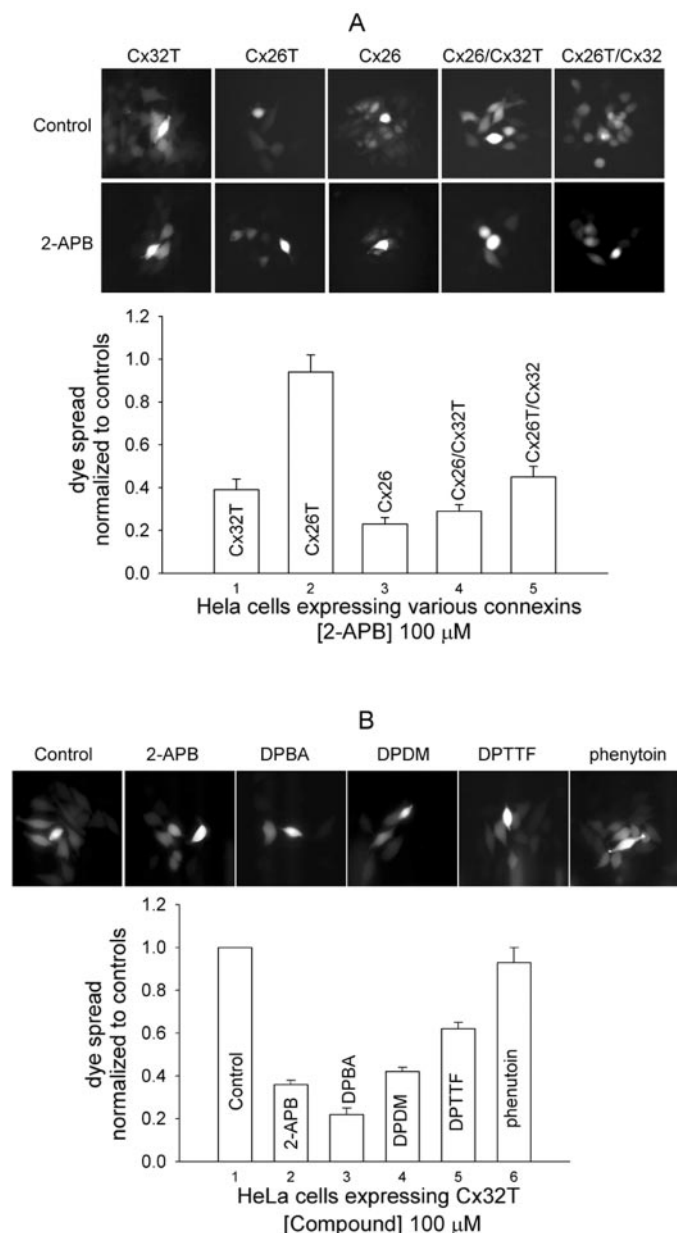 A
Cx32T Cx26T Cx26 Cx26/Cx32T Cx26T/Cx32
Control
2-APB
dye spread
normalized to controls
1.2
1.0
0.8
0.6
0.4
0.2
0.0
Cx32T Cx26T Cx26 Cx26/Cx32T Cx26T/Cx32
1 2 3 4 5
Hela cells expressing various connexins
[2-APB] 100 μM
B
Control 2-APB DPBA DPDM DPTTF phenytoin
dye spread
normalized to controls
1.2
1.0
0.8
0.6
0.4
0.2
0.0
Control 2-APB DPBA DPDM DPTTF phenutoin
1 2 3 4 5 6
HeLa cells expressing Cx32T
[Compound] 100 μM